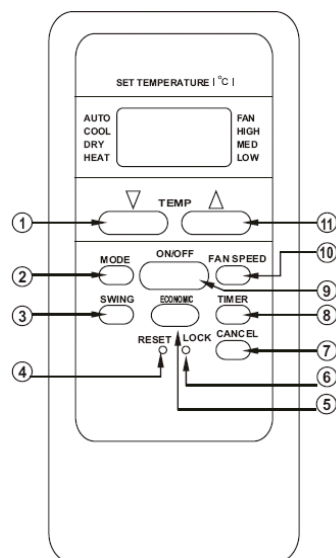 SET TEMPERATURE | °C |
AUTO
COOL
DRY
HEAT
FAN
HIGH
MED
LOW
TEMP
1
11
ON/OFF
MODE
FAN SPEED
10
2
9
SWING
ECONOMIC
TIMER
3
8
RESET
LOCK
CANCEL
7
4
6
5